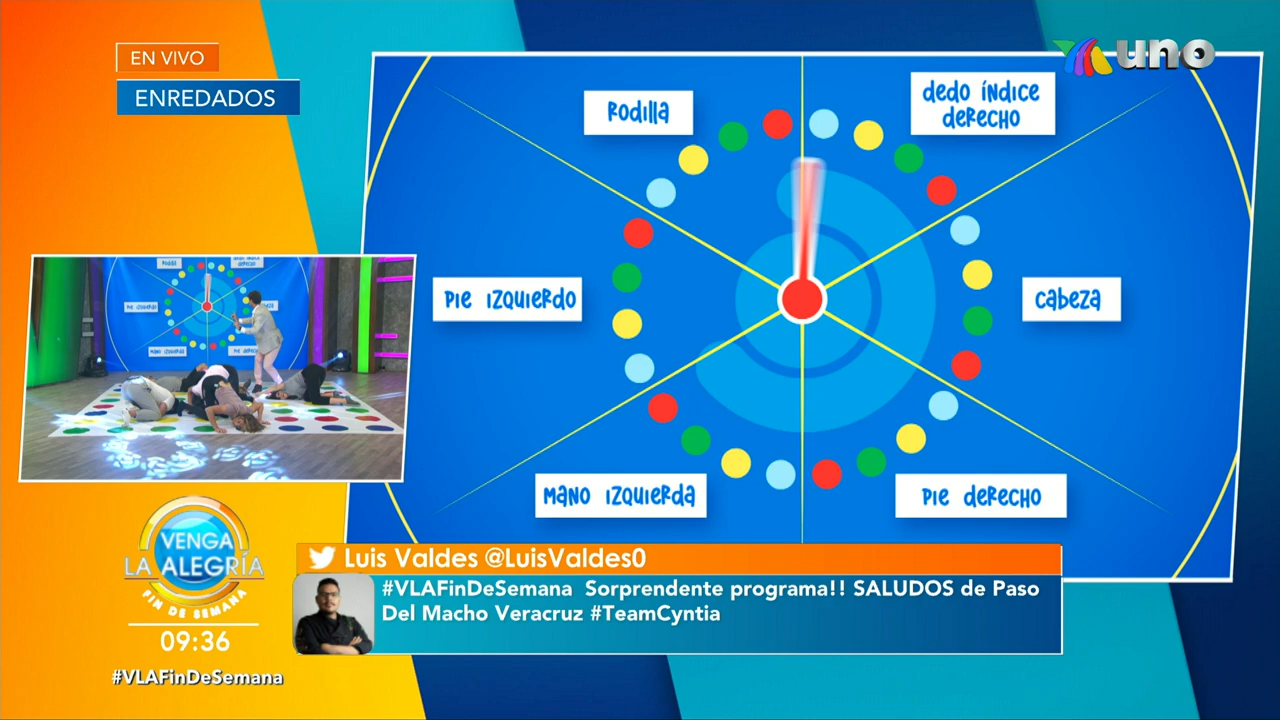 EN VIVO
ENREDADOS
uno
Rodilla
dedo índice
derecho
Pie izquierdo
cabeza
Mano izquierda
Pie derecho
Luis Valdes @LuisValdes0
#VLAFinDeSemana Sorprendente programa!! SALUDOS de Paso
Del Macho Veracruz #TeamCyntia
VENGA
LA ALEGRÍA
FIN DE SEMANA
09:36
#VLAFinDeSemana